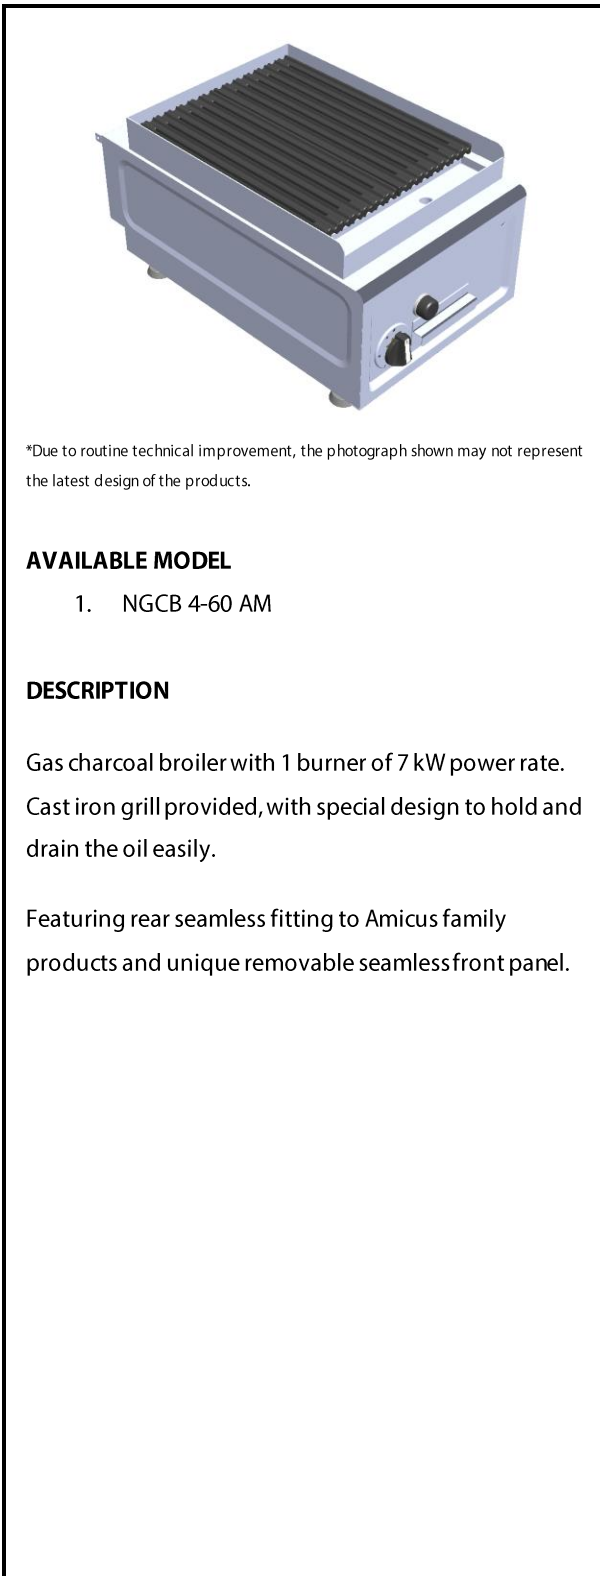 *Due to routine technical improvement, the photograph shown may not represent
the latest design of the products.
AVAILABLE MODEL
1. NGCB 4-60 AM
DESCRIPTION
Gas charcoal broiler with 1 burner of 7 kW power rate.
Cast iron grill provided, with special design to hold and
drain the oil easily.
Featuring rear seamless fitting to Amicus family
products and unique removable seamless front panel.